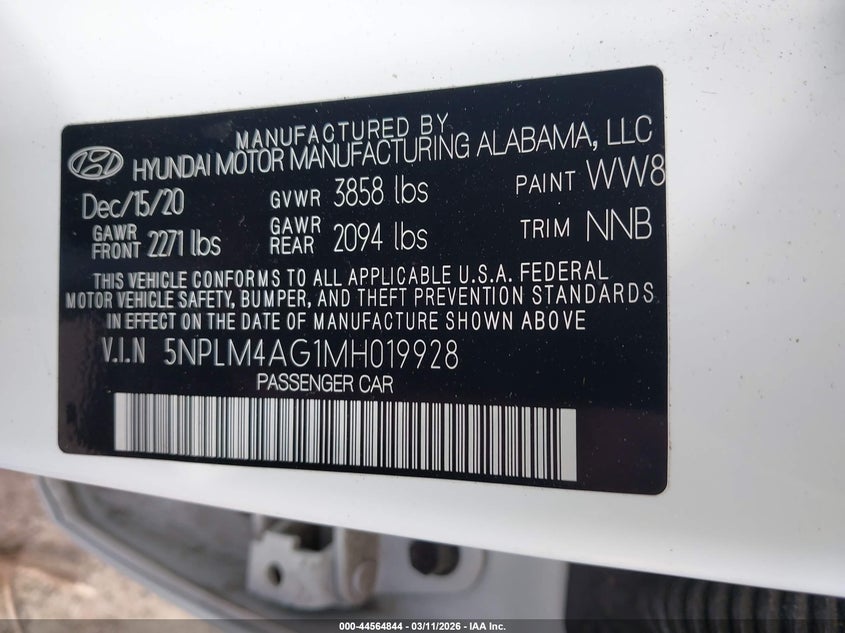 MANUFACTURED BY
HYUNDAI MOTOR MANUFACTURING ALABAMA, LLC
Dec/15/20 GVWR 3858 lbs PAINT WW8
GAWR FRONT 2271 lbs GAWR REAR 2094 lbs TRIM NNB
THIS VEHICLE CONFORMS TO ALL APPLICABLE U.S.A. FEDERAL
MOTOR VEHICLE SAFETY, BUMPER, AND THEFT PREVENTION STANDARDS
IN EFFECT ON THE DATE OF MANUFACTURE SHOWN ABOVE
V.I.N 5NPLM4AG1MH019928
PASSENGER CAR
000-44564844 | 03/11/2026 - IAA Inc.